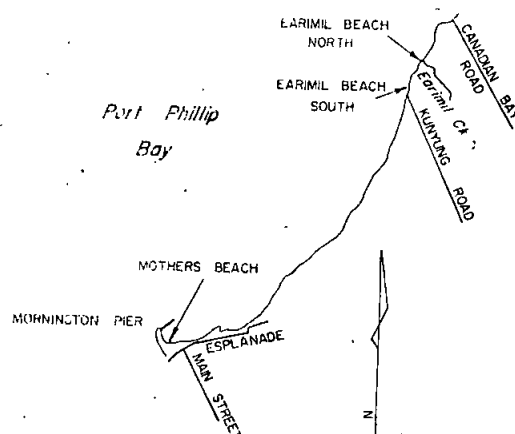 EARIMIL BEACH
NORTH
CANADIAN BAY
ROAD
EARIMIL BEACH
SOUTH
Earimil Ck
KUNYUNG
ROAD
Port Phillip
Bay
MOTHERS BEACH
MORNINGTON PIER
ESPLANADE
MAIN STREET
N